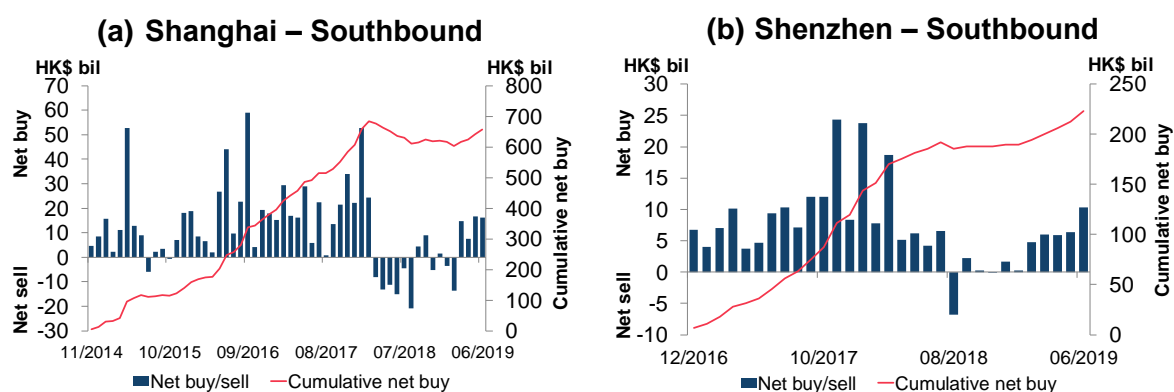 (a) Shanghai – Southbound
HK$ bil
HK$ bil
70
60
50
40
30
20
10
0
-10
-20
-30
Net buy
Net sell
800
700
600
500
400
300
200
100
0
Cumulative net buy
11/2014
10/2015
09/2016
08/2017
07/2018
06/2019
Net buy/sell
Cumulative net buy
(b) Shenzhen – Southbound
HK$ bil
HK$ bil
30
25
20
15
10
5
0
-5
-10
Net buy
Net sell
250
200
150
100
50
0
Cumulative net buy
12/2016
10/2017
08/2018
06/2019
Net buy/sell
Cumulative net buy